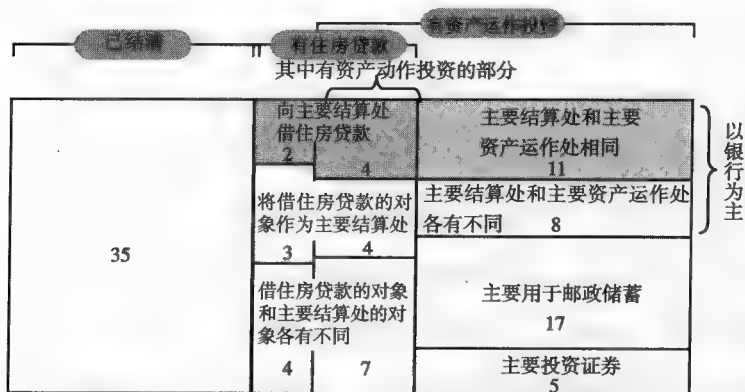 已结清
有住房贷款
有资产运作投资
其中有资产动作投资的部分
向主要结算处
借住房贷款
2
4
主要结算处和主要
资产运作处相同
11
将借住房贷款的对
象作为主要结算处
3
4
主要结算处和主要资产运作处
各有不同 8
以银行为主
35
借住房贷款的对象
和主要结算处的对
象各有不同
4
7
主要用于邮政储蓄
17
主要投资证券
5